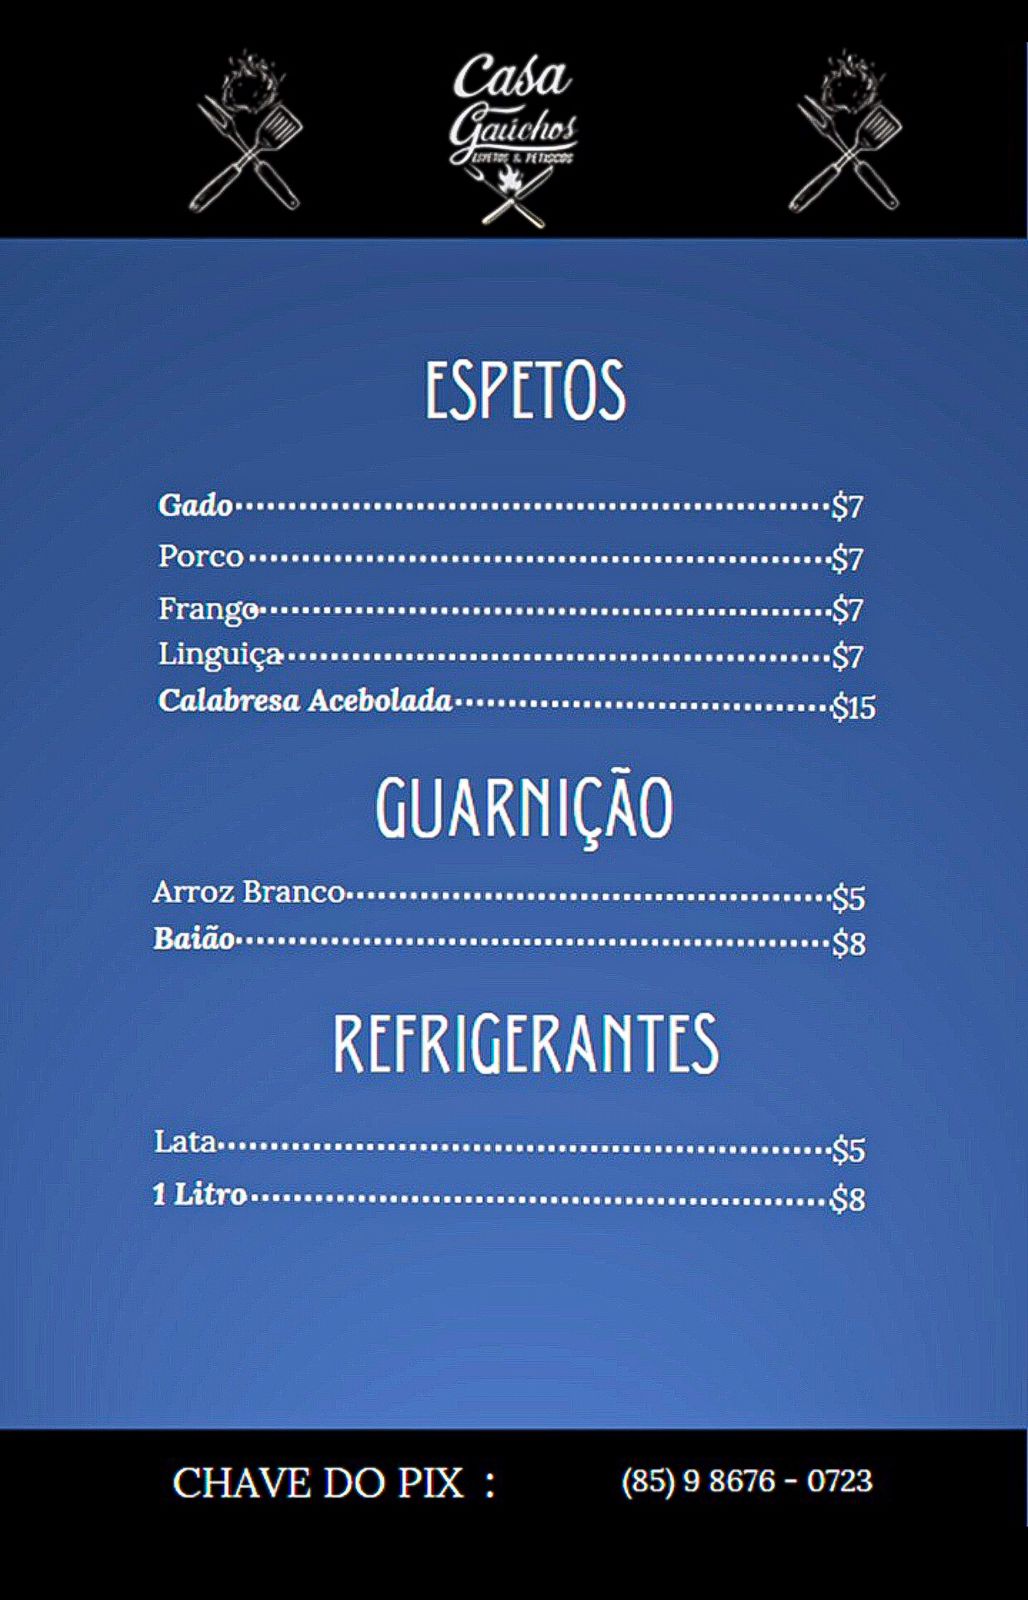 Casa
Gaúchos
ESPETOS & PETISCOS
ESPETOS
Gado $7
Porco $7
Frango $7
Linguiça $7
Calabresa Acebolada $15
GUARNIÇÃO
Arroz Branco $5
Baião $8
REFRIGERANTES
Lata $5
1 Litro $8
CHAVE DO PIX : (85) 9 8676 - 0723